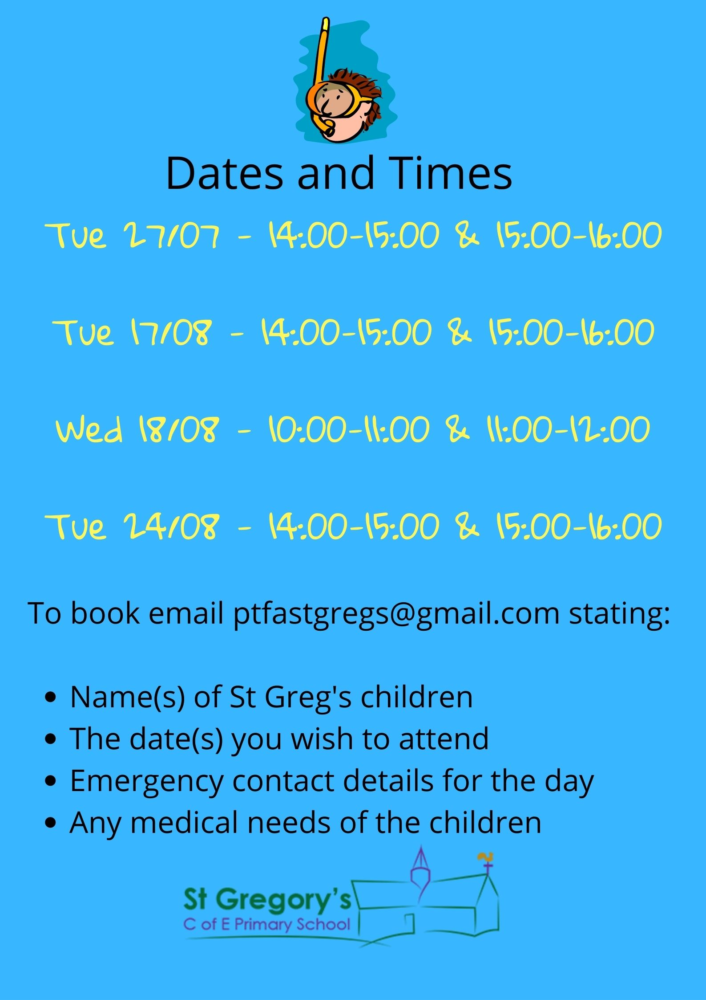 Dates and Times
Tue 27/07 - 14:00-15:00 & 15:00-16:00
Tue 17/08 - 14:00-15:00 & 15:00-16:00
Wed 18/08 - 10:00-11:00 & 11:00-12:00
Tue 24/08 - 14:00-15:00 & 15:00-16:00
To book email ptfastgregs@gmail.com stating:
• Name(s) of St Greg's children
• The date(s) you wish to attend
• Emergency contact details for the day
• Any medical needs of the children
St Gregory's
C of E Primary School